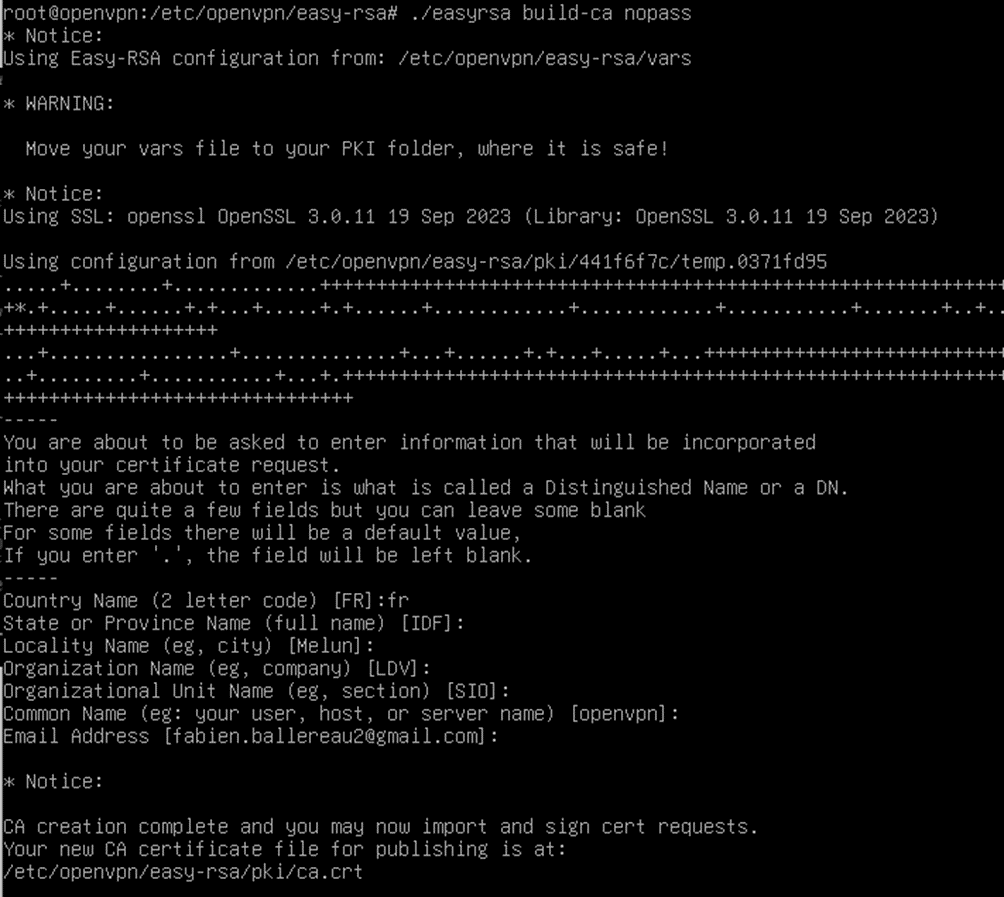 root@openvpn:/etc/openvpn/easy-rsa# ./easyrsa build-ca nopass
* Notice:
Using Easy-RSA configuration from: /etc/openvpn/easy-rsa/vars
* WARNING:
Move your vars file to your PKI folder, where it is safe!
* Notice:
Using SSL: openssl OpenSSL 3.0.11 19 Sep 2023 (Library: OpenSSL 3.0.11 19 Sep 2023)
Using configuration from /etc/openvpn/easy-rsa/pki/441f6f7c/temp.0371fd95
.....+........+.............+++++++++++++++++++++++++++++++++++++++++++++++++++++++++++++
+*.+.....+......+.+...+.....+.+......+............+............+...........+.......+..+..
+++++++++++++++++++
...+................+..............+...+......+.+...+.....+...+++++++++++++++++++++++++++
..+.........+...........+...+.+++++++++++++++++++++++++++++++++++++++++++++++++++++++++++
+++++++++++++++++++++++++++++++
-----
You are about to be asked to enter information that will be incorporated
into your certificate request.
What you are about to enter is what is called a Distinguished Name or a DN.
There are quite a few fields but you can leave some blank
For some fields there will be a default value,
If you enter '.', the field will be left blank.
-----
Country Name (2 letter code) [FR]:fr
State or Province Name (full name) [IDF]:
Locality Name (eg, city) [Melun]:
Organization Name (eg, company) [LDV]:
Organizational Unit Name (eg, section) [SIO]:
Common Name (eg: your user, host, or server name) [openvpn]:
Email Address [fabien.ballereau2@gmail.com]:
* Notice:
CA creation complete and you may now import and sign cert requests.
Your new CA certificate file for publishing is at:
/etc/openvpn/easy-rsa/pki/ca.crt